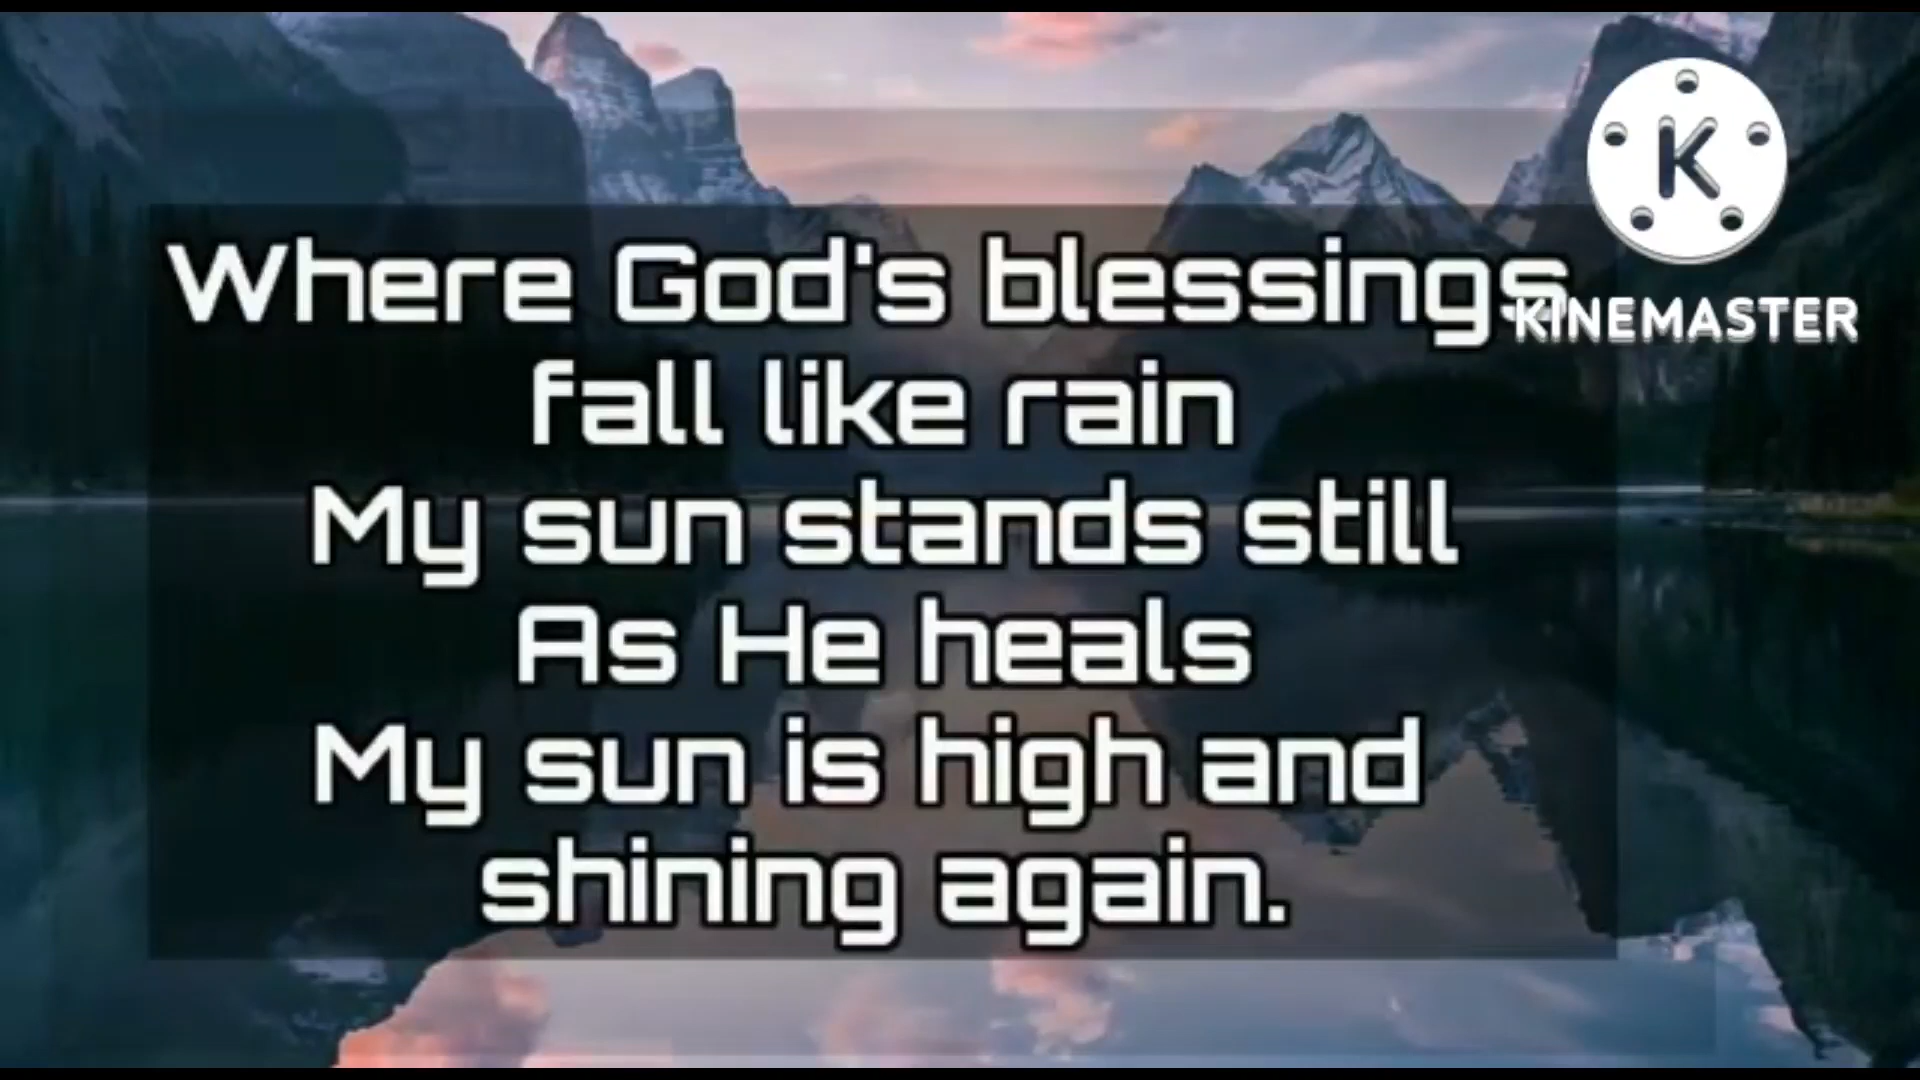 Where God's blessings
fall like rain
My sun stands still
As He heals
My sun is high and
shining again.
K
KINEMASTER